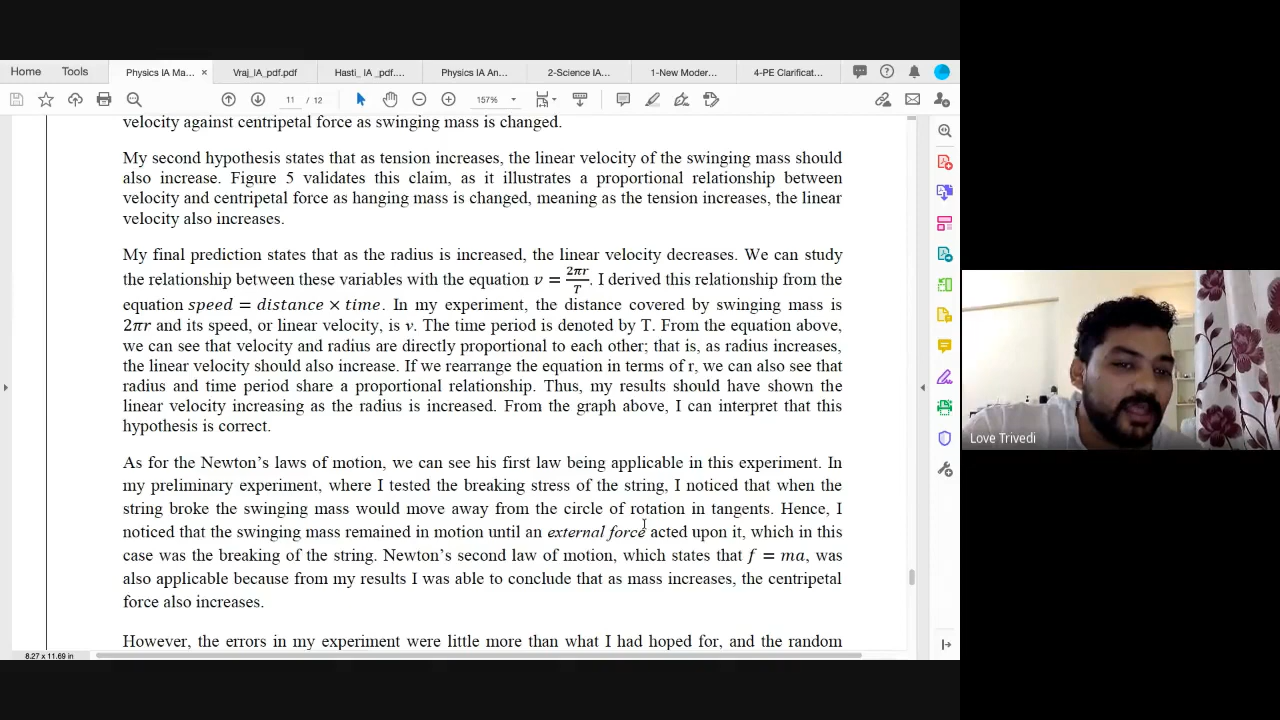 Home Tools Physics IA Ma... × Vraj_IA_pdf.pdf Hasti_ IA _pdf.... Physics IA An... 2-Science IA... 1-New Moder... 4-PE Clarificat...
11 / 12 157%
velocity against centripetal force as swinging mass is changed.
My second hypothesis states that as tension increases, the linear velocity of the swinging mass should
also increase. Figure 5 validates this claim, as it illustrates a proportional relationship between
velocity and centripetal force as hanging mass is changed, meaning as the tension increases, the linear
velocity also increases.
My final prediction states that as the radius is increased, the linear velocity decreases. We can study
the relationship between these variables with the equation v = 2πr/T. I derived this relationship from the
equation speed = distance × time. In my experiment, the distance covered by swinging mass is
2πr and its speed, or linear velocity, is v. The time period is denoted by T. From the equation above,
we can see that velocity and radius are directly proportional to each other; that is, as radius increases,
the linear velocity should also increase. If we rearrange the equation in terms of r, we can also see that
radius and time period share a proportional relationship. Thus, my results should have shown the
linear velocity increasing as the radius is increased. From the graph above, I can interpret that this
hypothesis is correct.
As for the Newton's laws of motion, we can see his first law being applicable in this experiment. In
my preliminary experiment, where I tested the breaking stress of the string, I noticed that when the
string broke the swinging mass would move away from the circle of rotation in tangents. Hence, I
noticed that the swinging mass remained in motion until an external force acted upon it, which in this
case was the breaking of the string. Newton's second law of motion, which states that f = ma, was
also applicable because from my results I was able to conclude that as mass increases, the centripetal
force also increases.
However, the errors in my experiment were little more than what I had hoped for, and the random
8.27 x 11.69 in
Love Trivedi